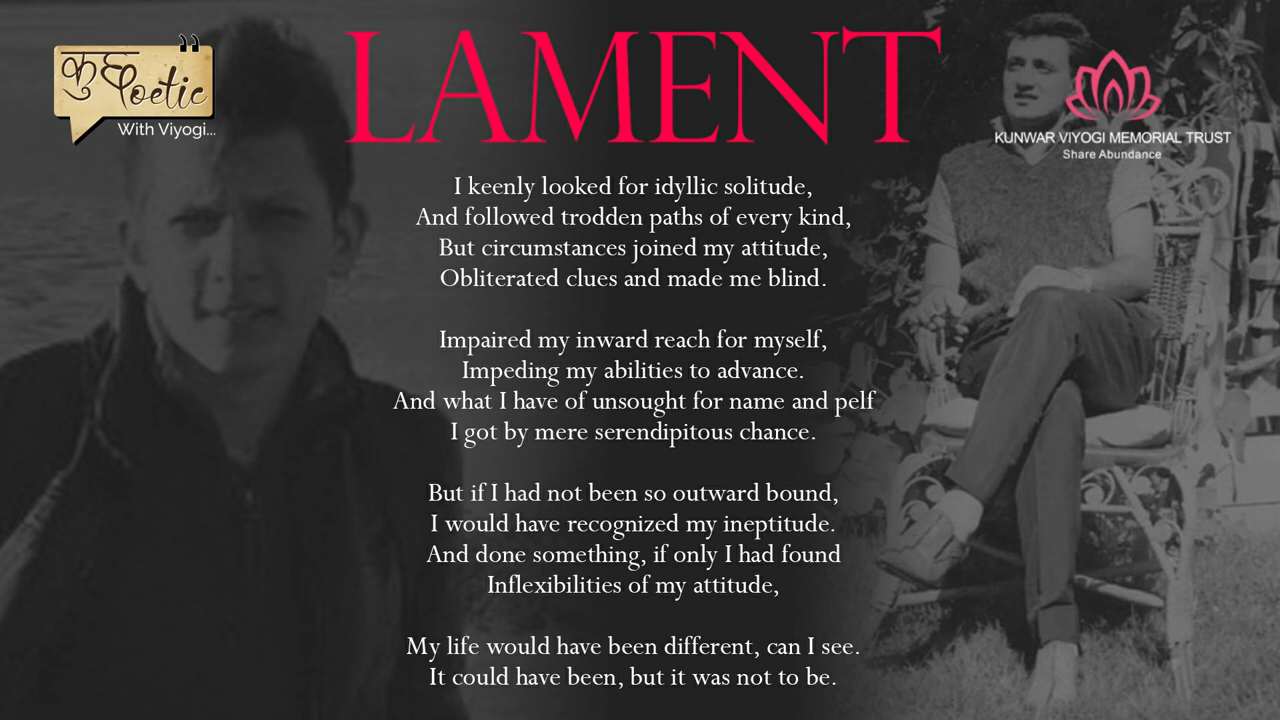 कुछ Poetic
With Viyogi...
LAMENT
KUNWAR VIYOGI MEMORIAL TRUST
Share Abundance
I keenly looked for idyllic solitude,
And followed trodden paths of every kind,
But circumstances joined my attitude,
Obliterated clues and made me blind.
Impaired my inward reach for myself,
Impeding my abilities to advance.
And what I have of unsought for name and pelf
I got by mere serendipitous chance.
But if I had not been so outward bound,
I would have recognized my ineptitude.
And done something, if only I had found
Inflexibilities of my attitude,
My life would have been different, can I see.
It could have been, but it was not to be.